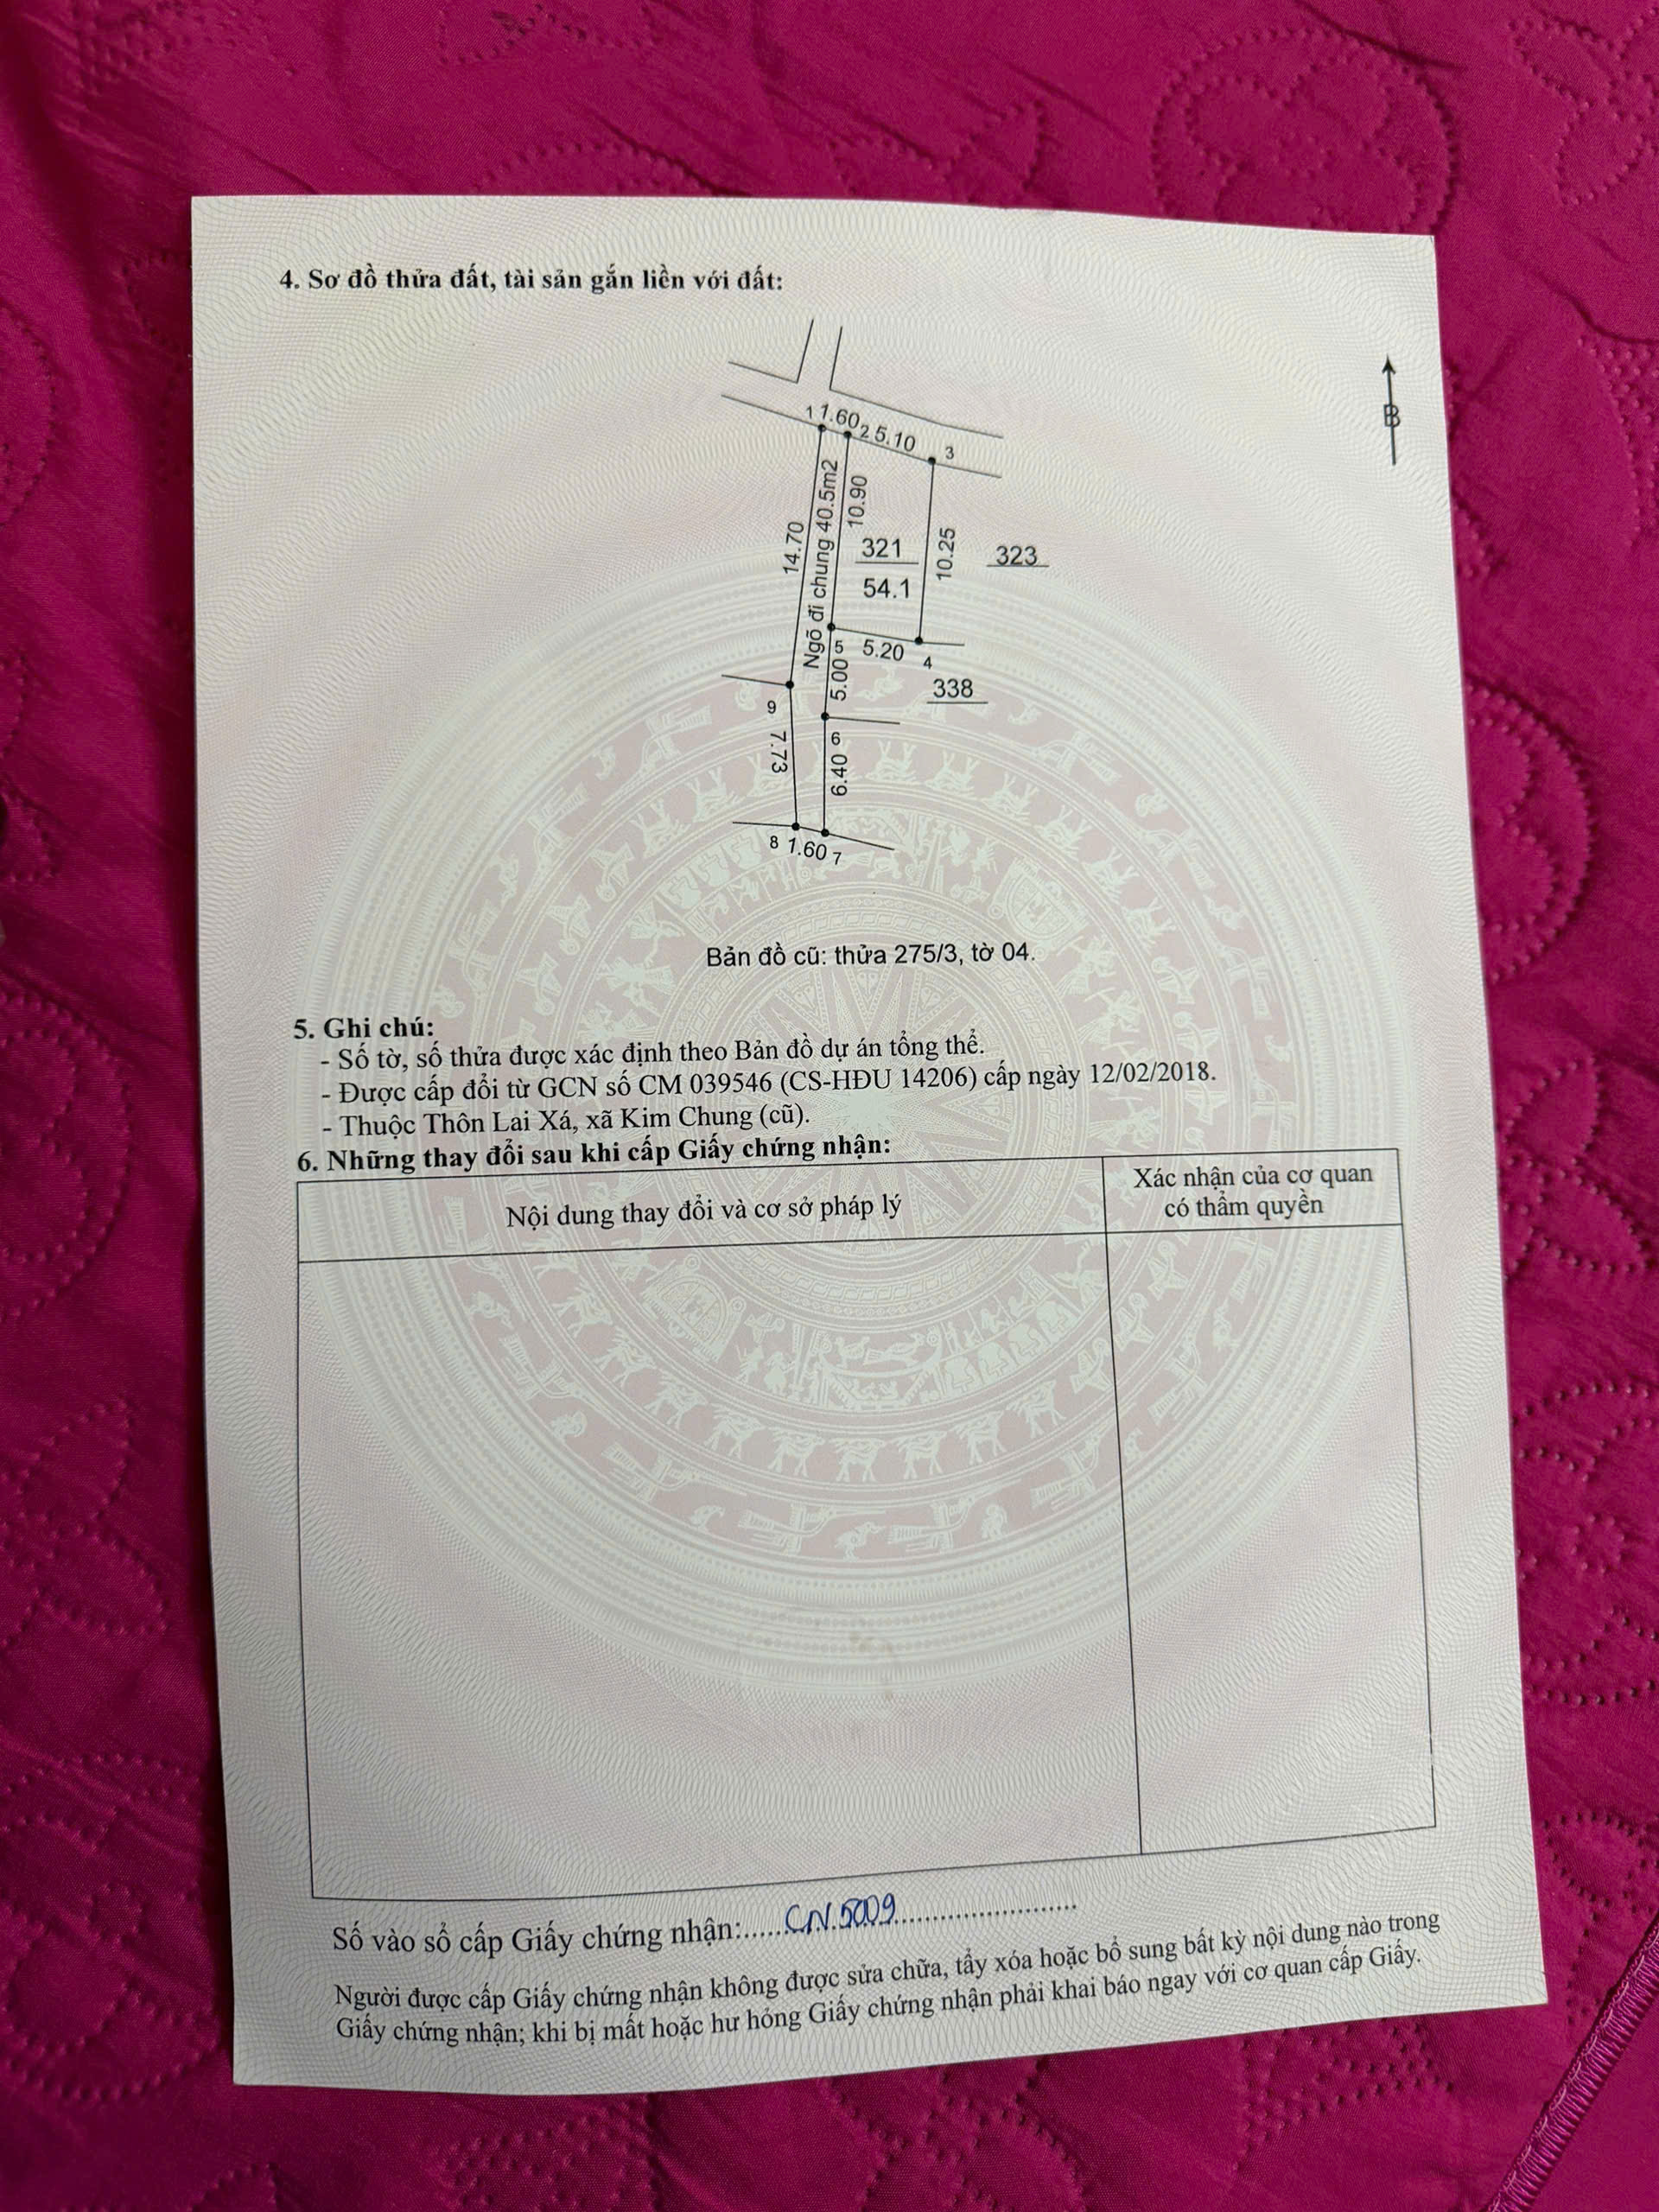 4. Sơ đồ thửa đất, tài sản gắn liền với đất:
B
1 1.60 2 5.10 3
14.70
Ngõ đi chung 40.5m2
10.90
321
54.1
10.25
323
5 5.20 4
5.00
338
9
7.73
6
6.40
8 1.60 7
Bản đồ cũ: thửa 275/3, tờ 04.
5. Ghi chú:
- Số tờ, số thửa được xác định theo Bản đồ dự án tổng thể.
- Được cấp đổi từ GCN số CM 039546 (CS-HĐU 14206) cấp ngày 12/02/2018.
- Thuộc Thôn Lai Xá, xã Kim Chung (cũ).
6. Những thay đổi sau khi cấp Giấy chứng nhận:
Nội dung thay đổi và cơ sở pháp lý
Xác nhận của cơ quan
có thẩm quyền
Số vào sổ cấp Giấy chứng nhận:......CN.5009..............................
Người được cấp Giấy chứng nhận không được sửa chữa, tẩy xóa hoặc bổ sung bất kỳ nội dung nào trong
Giấy chứng nhận; khi bị mất hoặc hư hỏng Giấy chứng nhận phải khai báo ngay với cơ quan cấp Giấy.